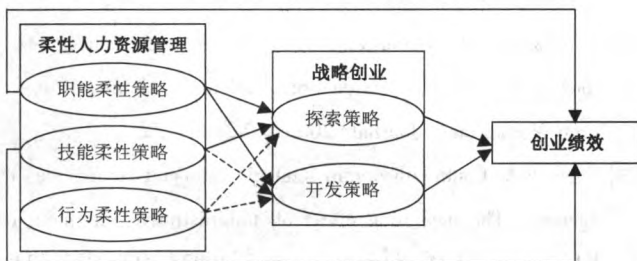 柔性人力资源管理
职能柔性策略
技能柔性策略
行为柔性策略
战略创业
探索策略
开发策略
创业绩效